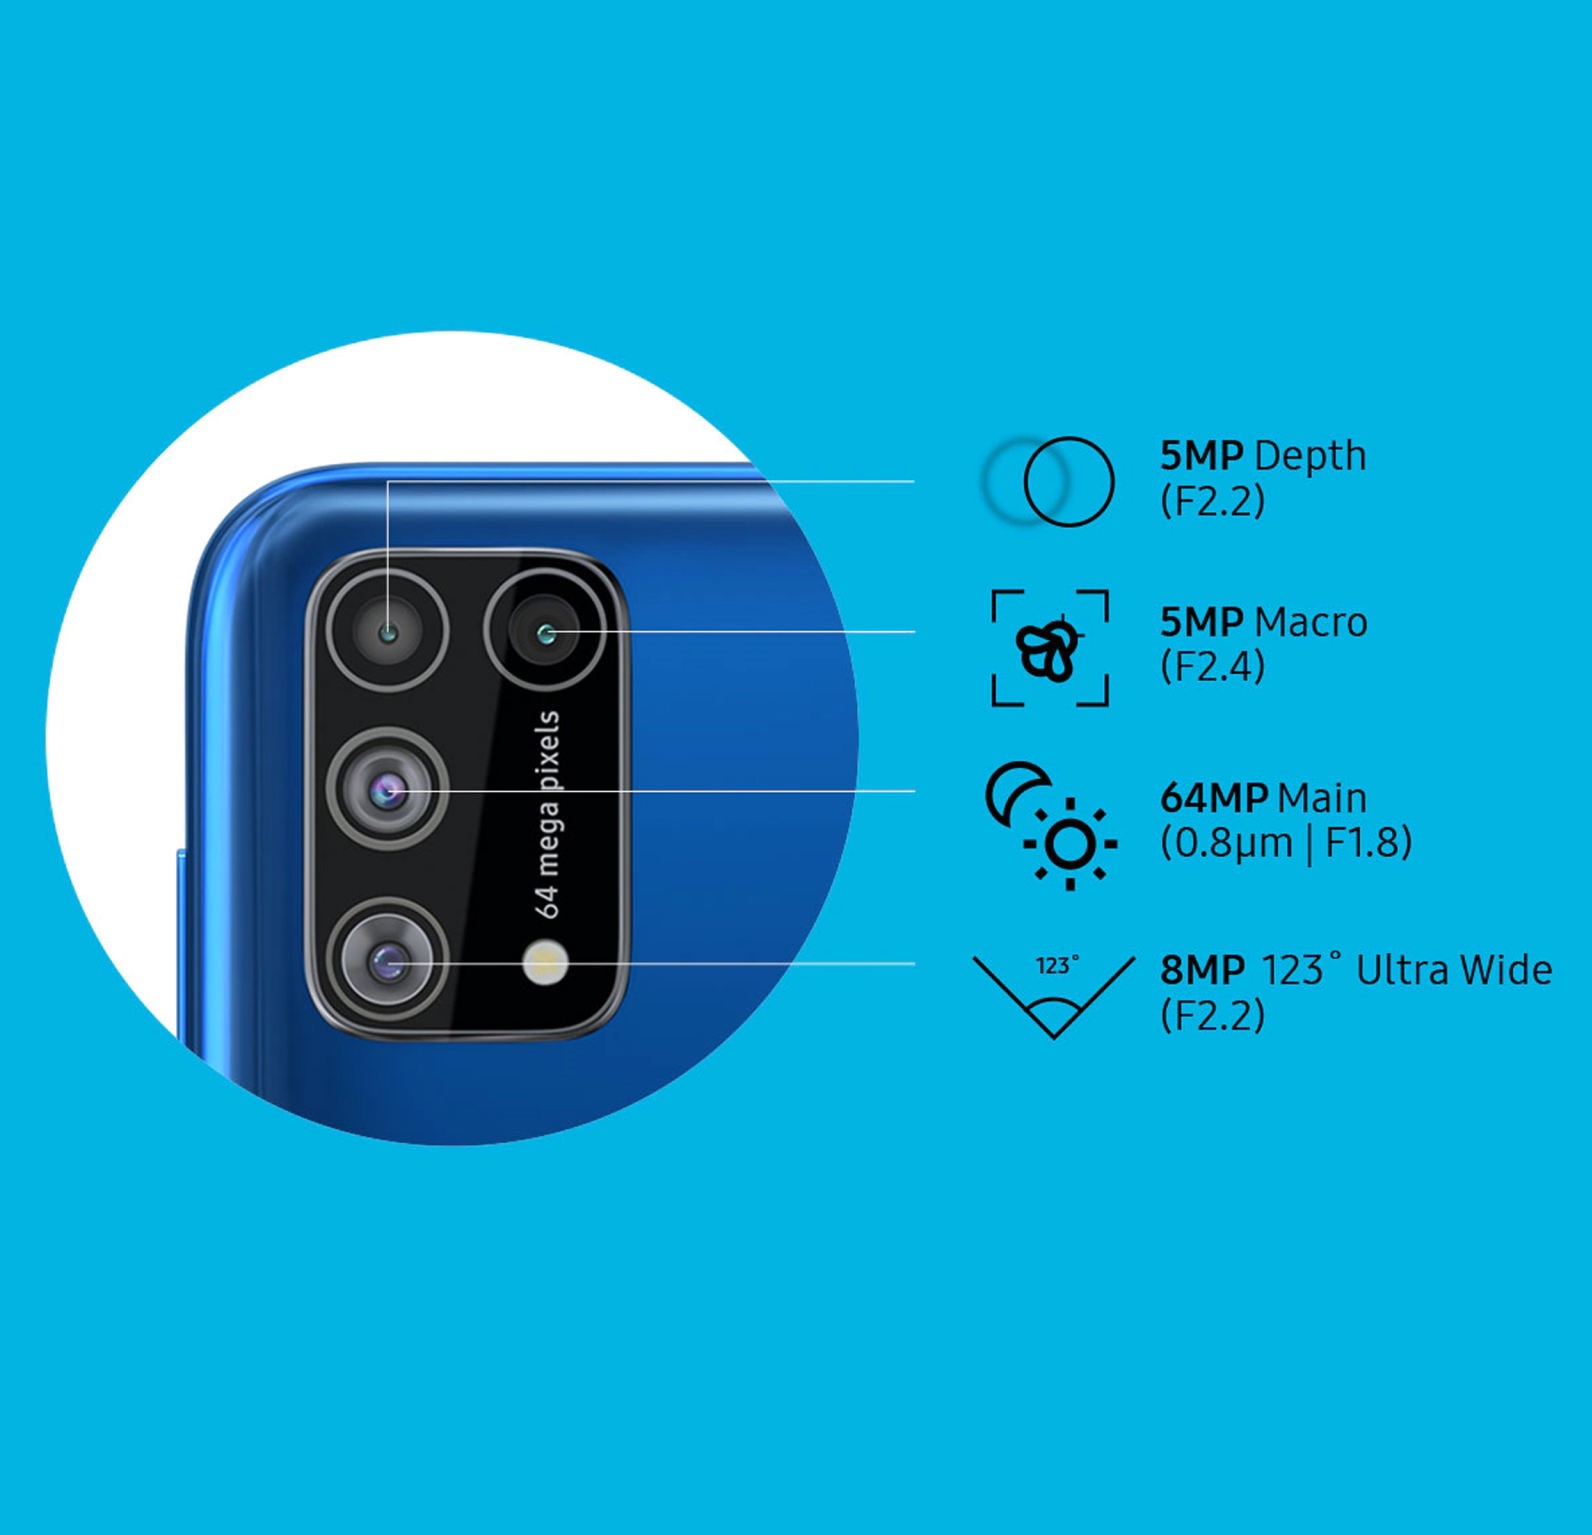 64 mega pixels
5MP Depth
(F2.2)
5MP Macro
(F2.4)
64MP Main
(0.8µm | F1.8)
123°
8MP 123° Ultra Wide
(F2.2)